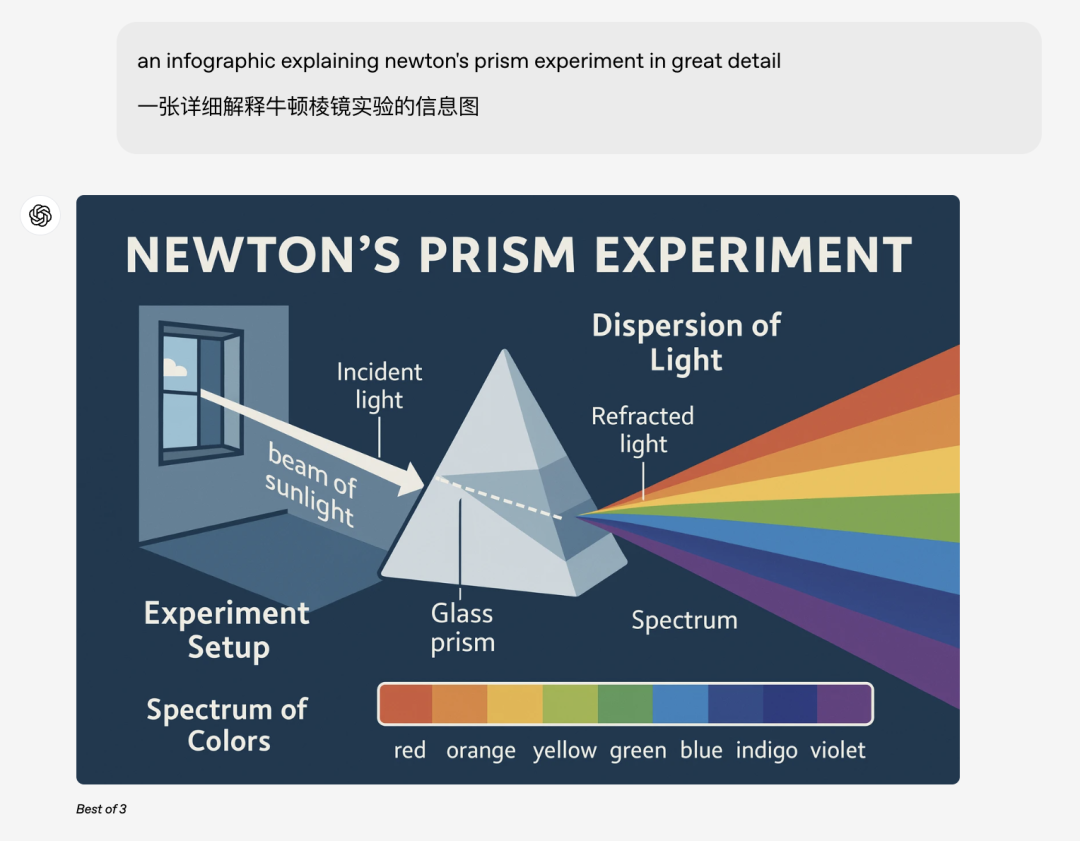 an infographic explaining newton's prism experiment in great detail
一张详细解释牛顿棱镜实验的信息图
NEWTON’S PRISM EXPERIMENT
Dispersion of
Light
Incident
light
Refracted
light
beam of
sunlight
Experiment
Setup
Glass
prism
Spectrum
Spectrum of
Colors
red orange yellow green blue indigo violet
Best of 3